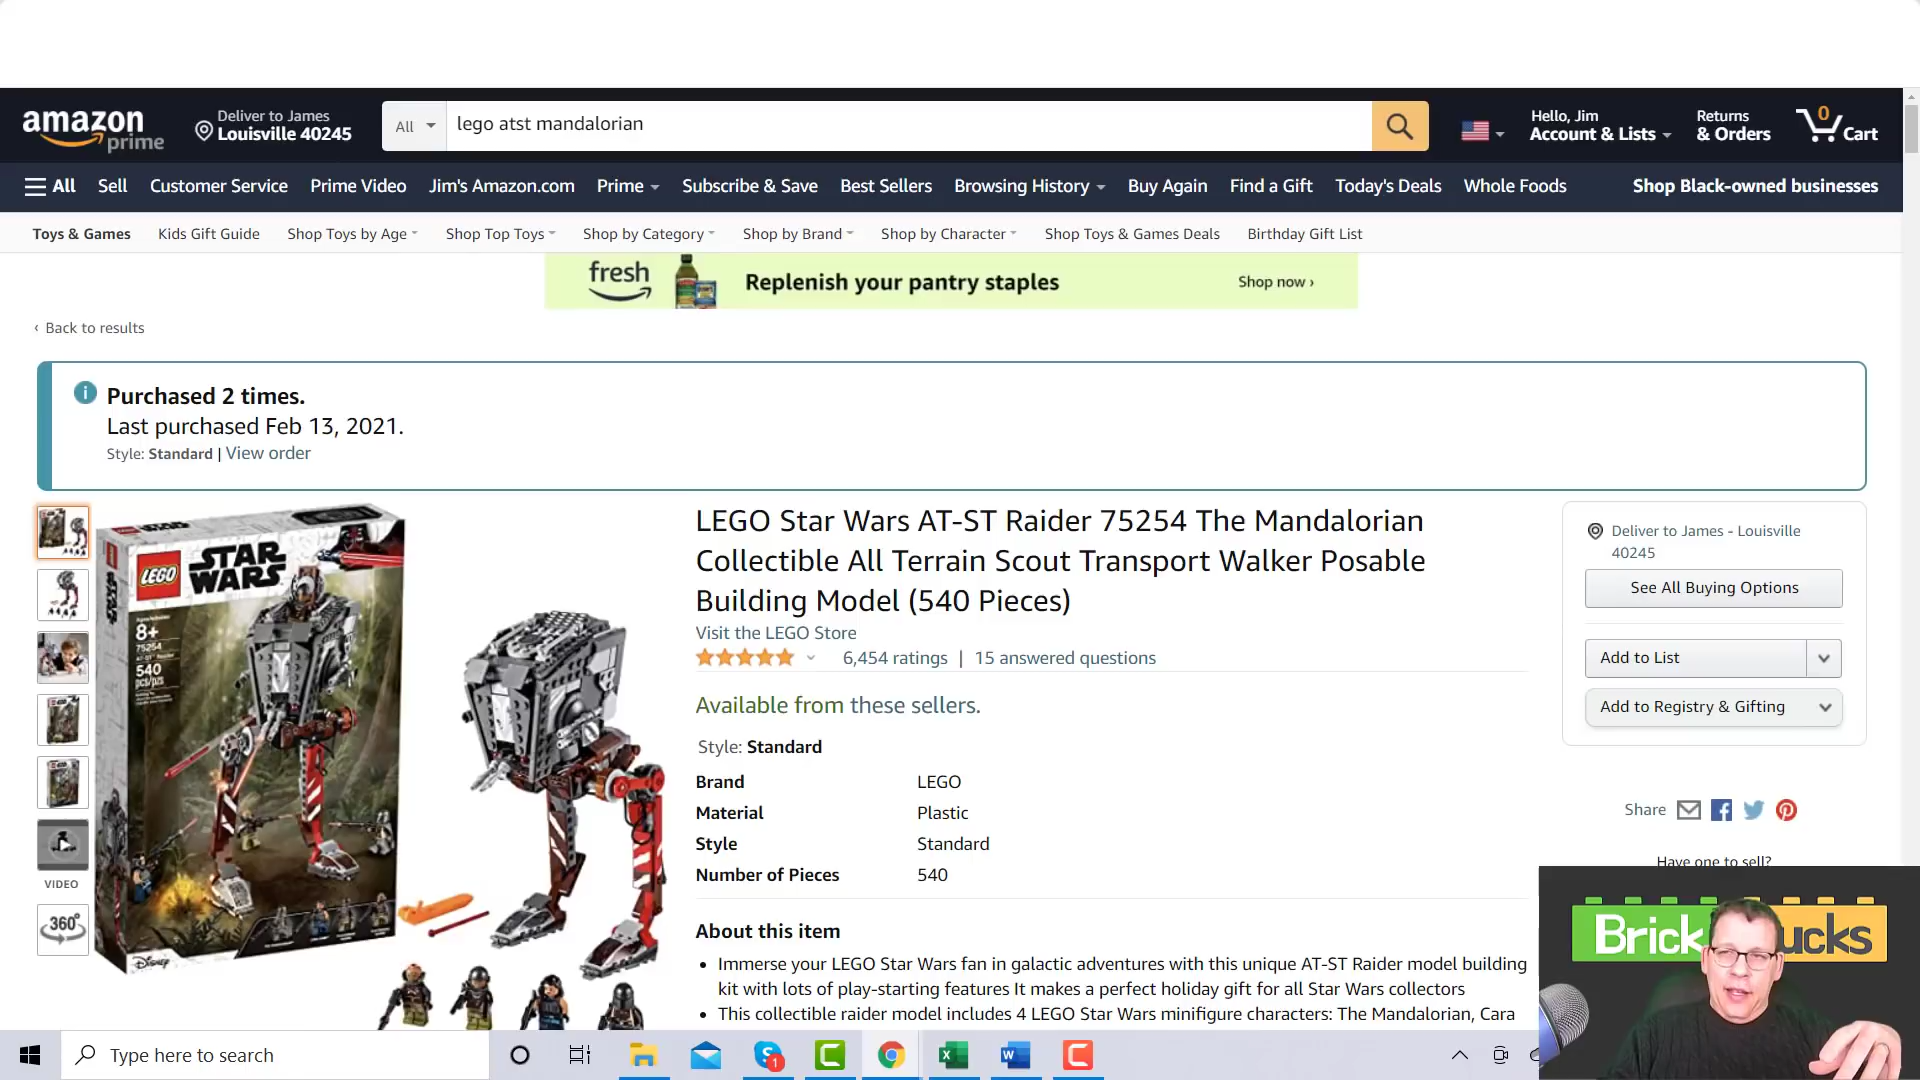 amazon
prime
Deliver to James
Louisville 40245
All
lego atst mandalorian
Hello, Jim
Account & Lists
Returns
& Orders
0
Cart
All
Sell
Customer Service
Prime Video
Jim's Amazon.com
Prime
Subscribe & Save
Best Sellers
Browsing History
Buy Again
Find a Gift
Today's Deals
Whole Foods
Shop Black-owned businesses
Toys & Games
Kids Gift Guide
Shop Toys by Age
Shop Top Toys
Shop by Category
Shop by Brand
Shop by Character
Shop Toys & Games Deals
Birthday Gift List
fresh
Replenish your pantry staples
Shop now ›
‹ Back to results
Purchased 2 times.
Last purchased Feb 13, 2021.
Style: Standard | View order
VIDEO
360°
LEGO
STAR
WARS
8+
75254
540
pcs/pzs
Disney
LEGO Star Wars AT-ST Raider 75254 The Mandalorian
Collectible All Terrain Scout Transport Walker Posable
Building Model (540 Pieces)
Visit the LEGO Store
6,454 ratings | 15 answered questions
Available from these sellers.
Style: Standard
Brand LEGO
Material Plastic
Style Standard
Number of Pieces 540
About this item
• Immerse your LEGO Star Wars fan in galactic adventures with this unique AT-ST Raider model building
kit with lots of play-starting features It makes a perfect holiday gift for all Star Wars collectors
• This collectible raider model includes 4 LEGO Star Wars minifigure characters: The Mandalorian, Cara
Deliver to James - Louisville
40245
See All Buying Options
Add to List
Add to Registry & Gifting
Share
Have one to sell?
Brick
ucks
Type here to search
1